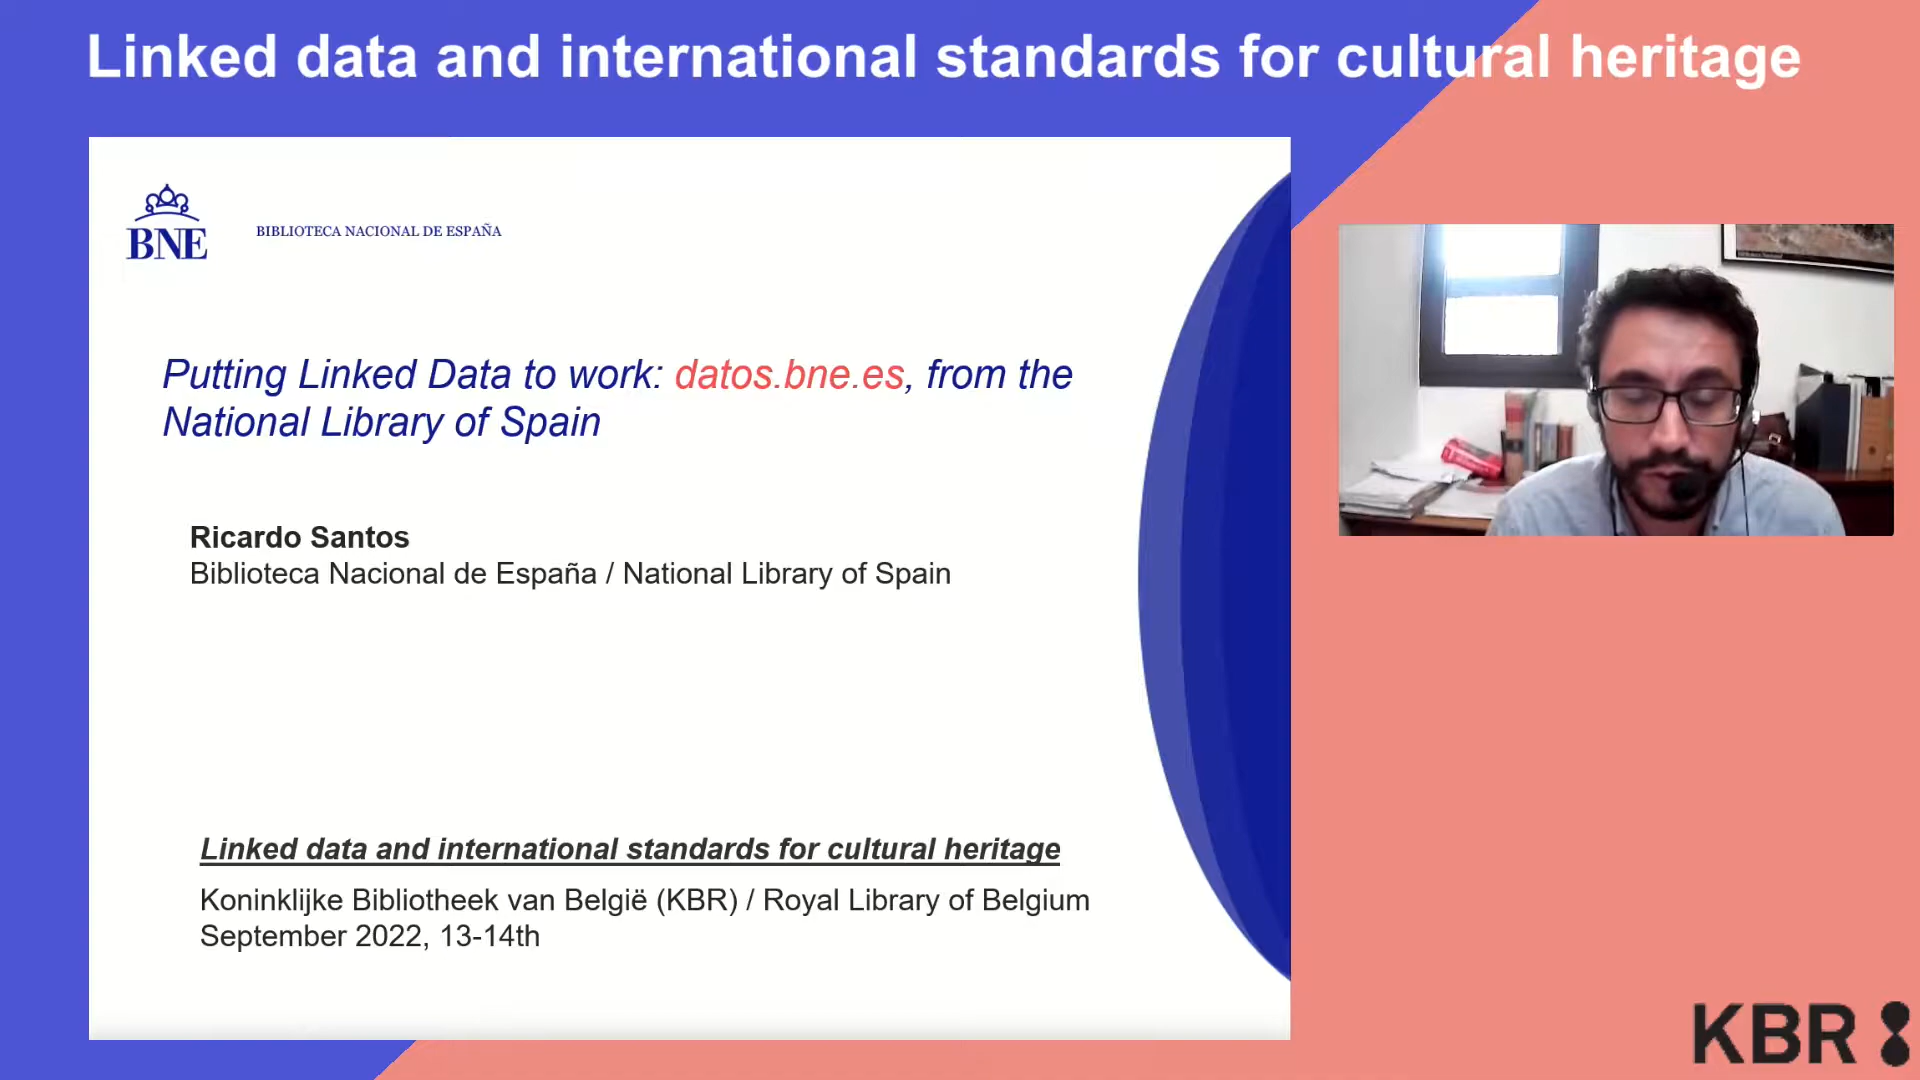 Linked data and international standards for cultural heritage
BNE
BIBLIOTECA NACIONAL DE ESPAÑA
Putting Linked Data to work: datos.bne.es, from the
National Library of Spain
Ricardo Santos
Biblioteca Nacional de España / National Library of Spain
Linked data and international standards for cultural heritage
Koninklijke Bibliotheek van België (KBR) / Royal Library of Belgium
September 2022, 13-14th
KBR